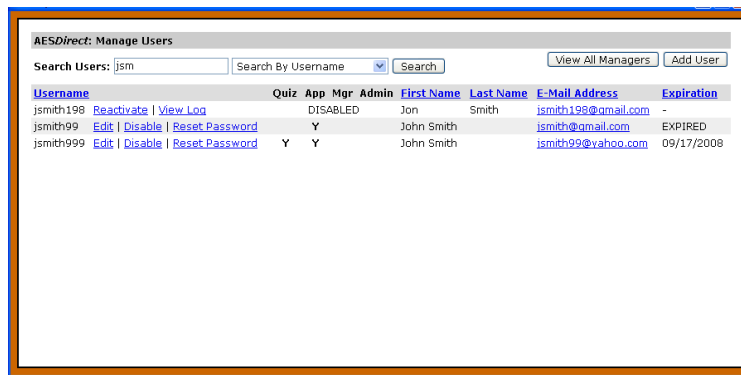 AESDirect: Manage Users
Search Users: jsm Search By Username Search View All Managers Add User
Username Quiz App Mgr Admin First Name Last Name E-Mail Address Expiration
jsmith198 Reactivate | View Log DISABLED Jon Smith jsmith198@gmail.com -
jsmith99 Edit | Disable | Reset Password Y John Smith jsmith@gmail.com EXPIRED
jsmith999 Edit | Disable | Reset Password Y Y John Smith jsmith99@yahoo.com 09/17/2008